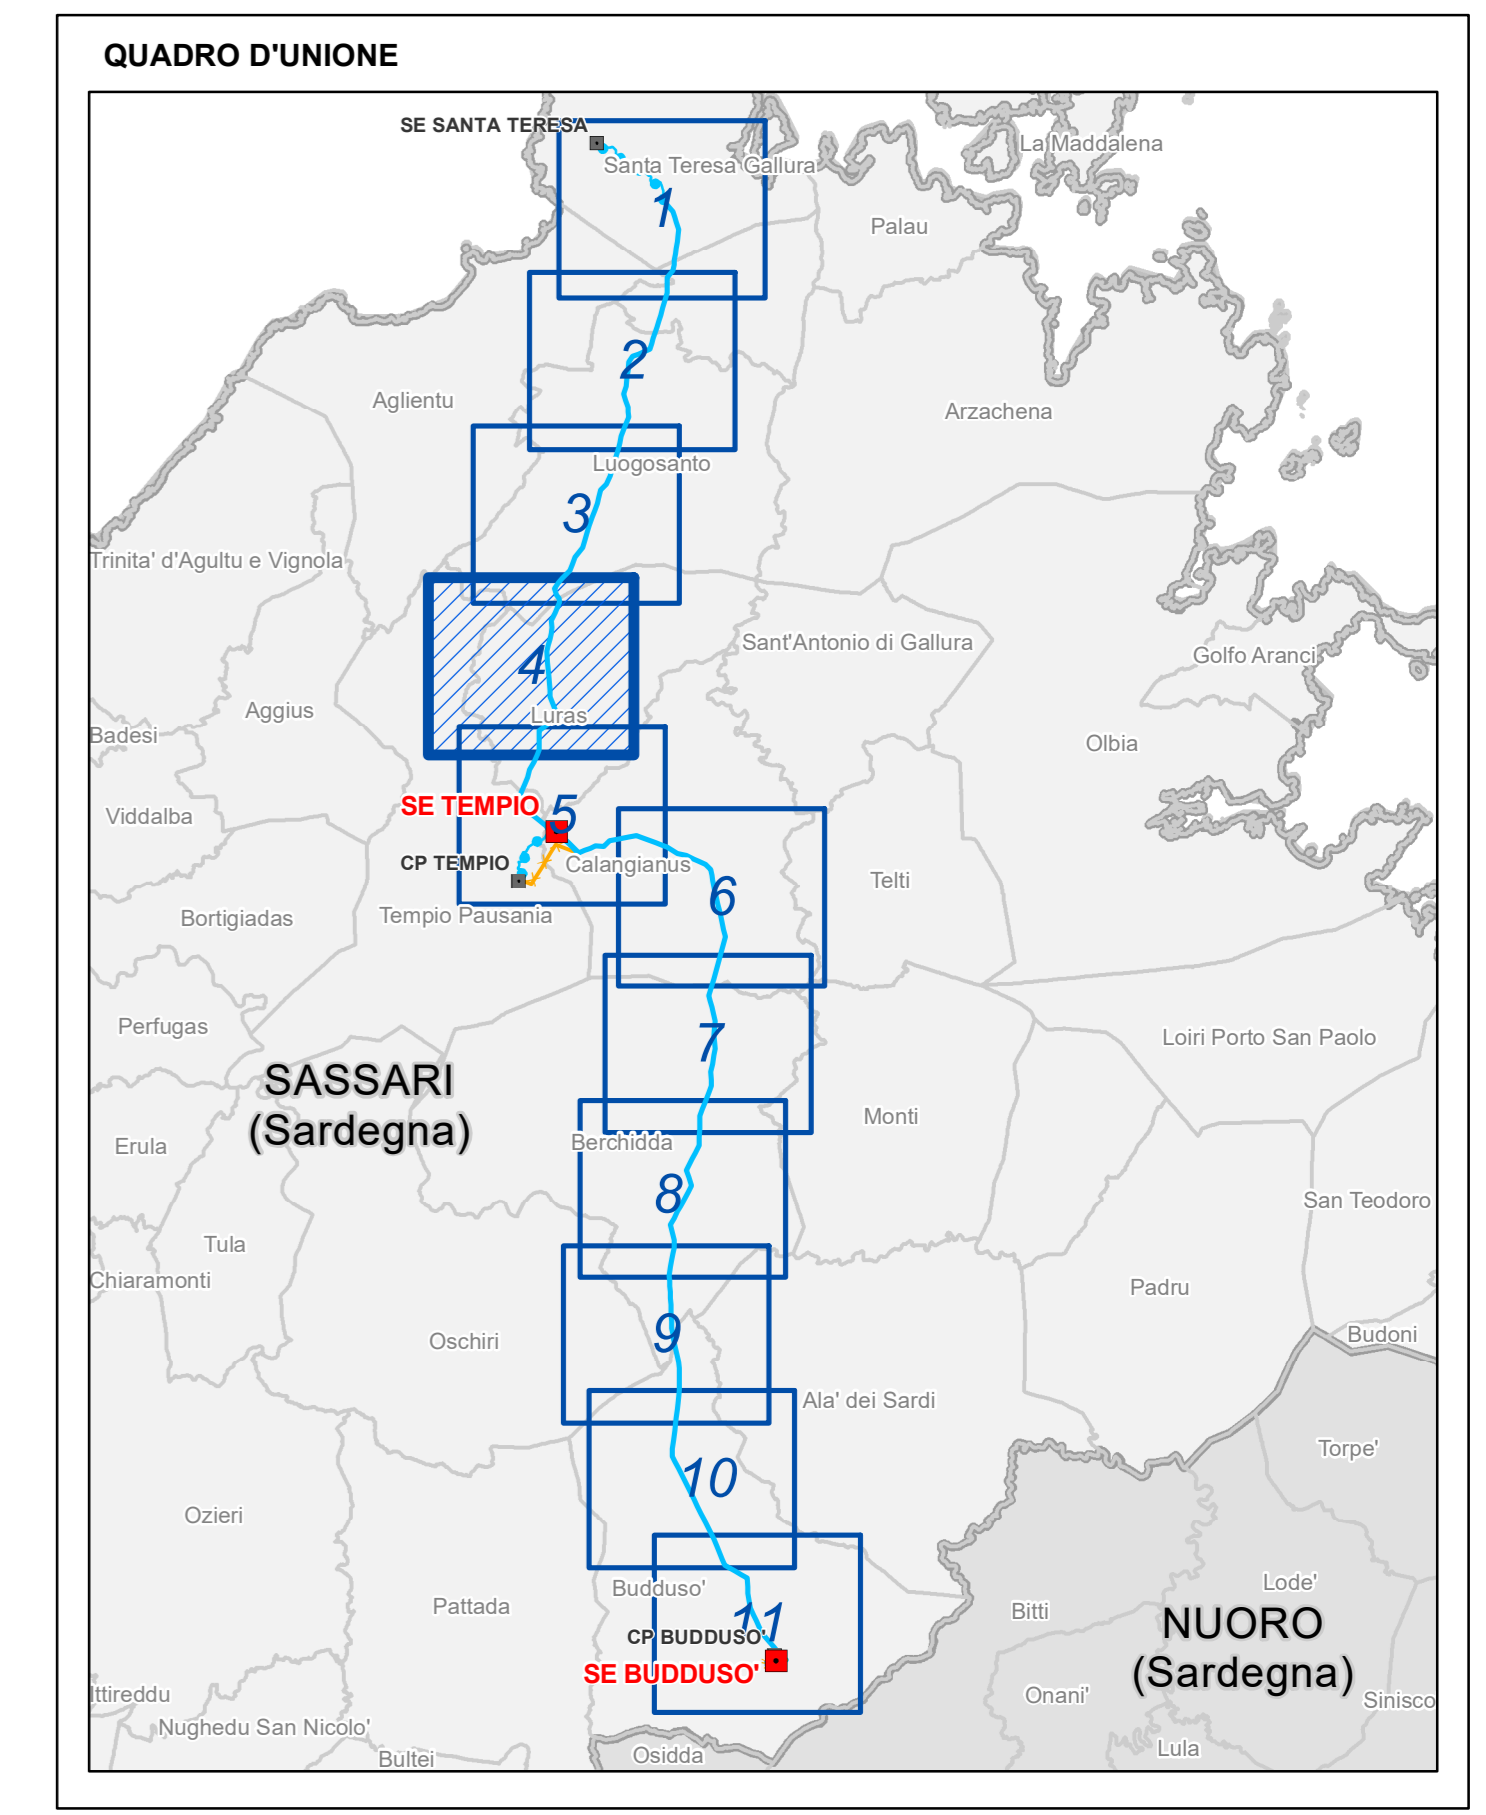 QUADRO D'UNIONE
SE SANTA TERESA
La Maddalena
Santa Teresa Gallura
1
Palau
2
Aglientu
Arzachena
Luogosanto
3
Trinita' d'Agultu e Vignola
Sant'Antonio di Gallura
Golfo Aranci
4
Aggius
Luras
Badesi
Olbia
SE TEMPIO
5
Viddalba
CP TEMPIO
Calangianus
Telti
6
Tempio Pausania
Bortigiadas
Perfugas
Loiri Porto San Paolo
7
SASSARI
(Sardegna)
Monti
Erula
Berchidda
8
San Teodoro
Tula
Chiaramonti
Padru
9
Oschiri
Budoni
Ala' dei Sardi
Torpe'
10
Ozieri
Lode'
Budduso'
Pattada
Bitti
11
NUORO
(Sardegna)
CP BUDDUSO'
SE BUDDUSO'
Ittireddu
Onani'
Sinisco
Nughedu San Nicolo'
Lula
Osidda
Bultei